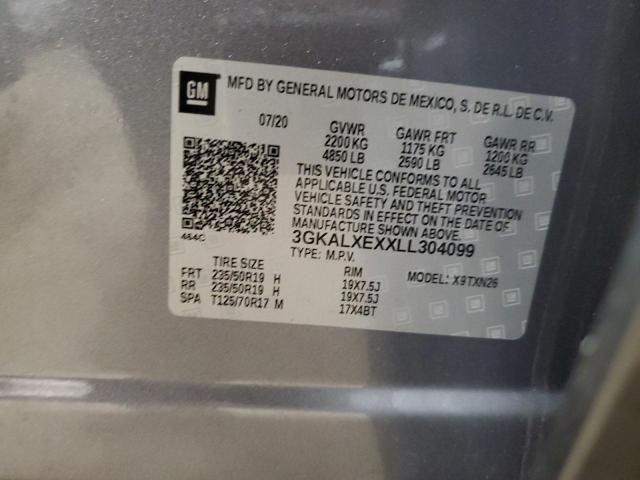 GM
MFD BY GENERAL MOTORS DE MEXICO, S. DE R.L. DE C.V.
07/20 GVWR GAWR FRT GAWR RR
2200 KG 1175 KG 1200 KG
4850 LB 2590 LB 2645 LB
THIS VEHICLE CONFORMS TO ALL
APPLICABLE U.S. FEDERAL MOTOR
VEHICLE SAFETY AND THEFT PREVENTION
STANDARDS IN EFFECT ON THE DATE OF
MANUFACTURE SHOWN ABOVE.
464C
3GKALXEXXLL304099
TYPE: M.P.V.
TIRE SIZE RIM MODEL: X9TXN26
FRT 235/50R19 H 19X7.5J
RR 235/50R19 H 19X7.5J
SPA T125/70R17 M 17X4BT